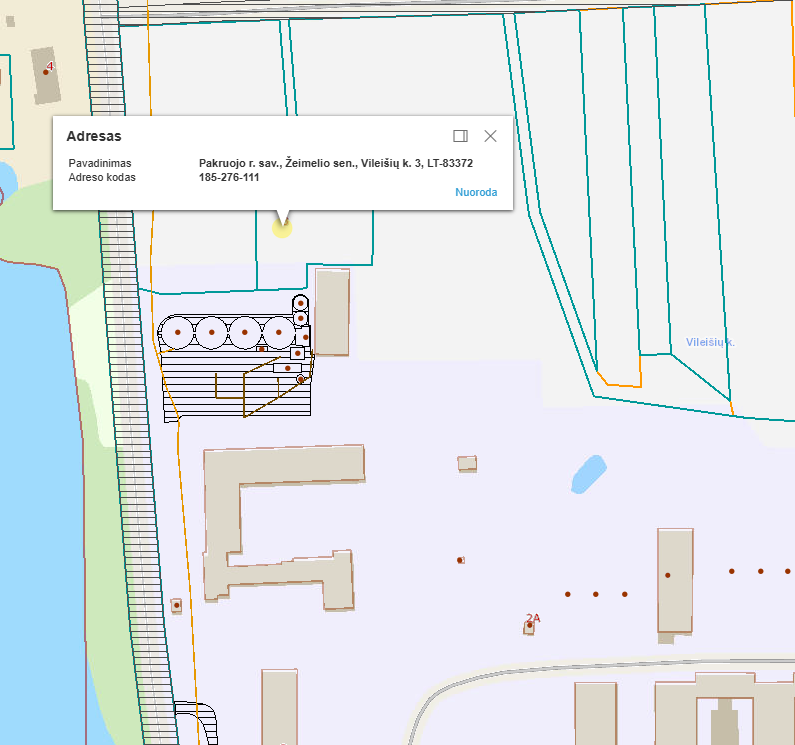 4
Adresas
Pavadinimas Pakruojo r. sav., Žeimelio sen., Vileišių k. 3, LT-83372
Adreso kodas 185-276-111
Nuoroda
Vileišių k.
2A